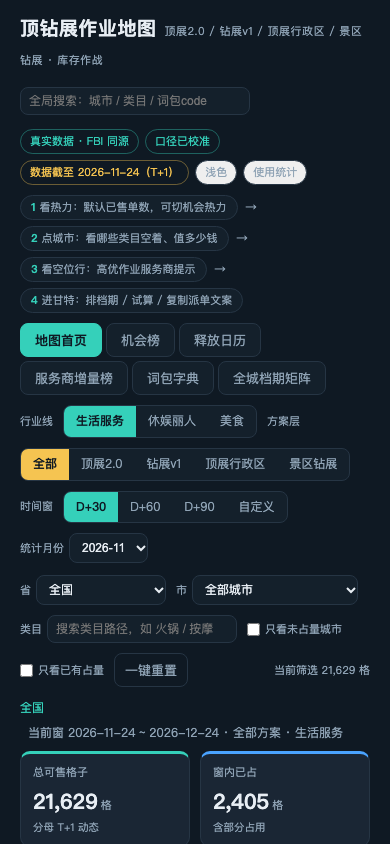 顶钻展作业地图 顶展2.0 / 钻展v1 / 顶展行政区 / 景区
钻展 · 库存作战
全局搜索：城市 / 类目 / 词包code
真实数据 · FBI 同源 口径已校准
数据截至 2026-11-24（T+1） 浅色 使用统计
1 看热力：默认已售单数，可切机会热力 →
2 点城市：看哪些类目空着、值多少钱 →
3 看空位行：高优作业服务商提示 →
4 进甘特：排档期 / 试算 / 复制派单文案
地图首页 机会榜 释放日历
服务商增量榜 词包字典 全城档期矩阵
行业线 生活服务 休娱丽人 美食 方案层
全部 顶展2.0 钻展v1 顶展行政区 景区钻展
时间窗 D+30 D+60 D+90 自定义
统计月份 2026-11
省 全国 市 全部城市
类目 搜索类目路径，如 火锅 / 按摩 只看未占量城市
只看已有占量 一键重置 当前筛选 21,629 格
全国
当前窗 2026-11-24 ~ 2026-12-24 · 全部方案 · 生活服务
总可售格子 窗内已占
21,629 格 2,405 格
分母 T+1 动态 含部分占用